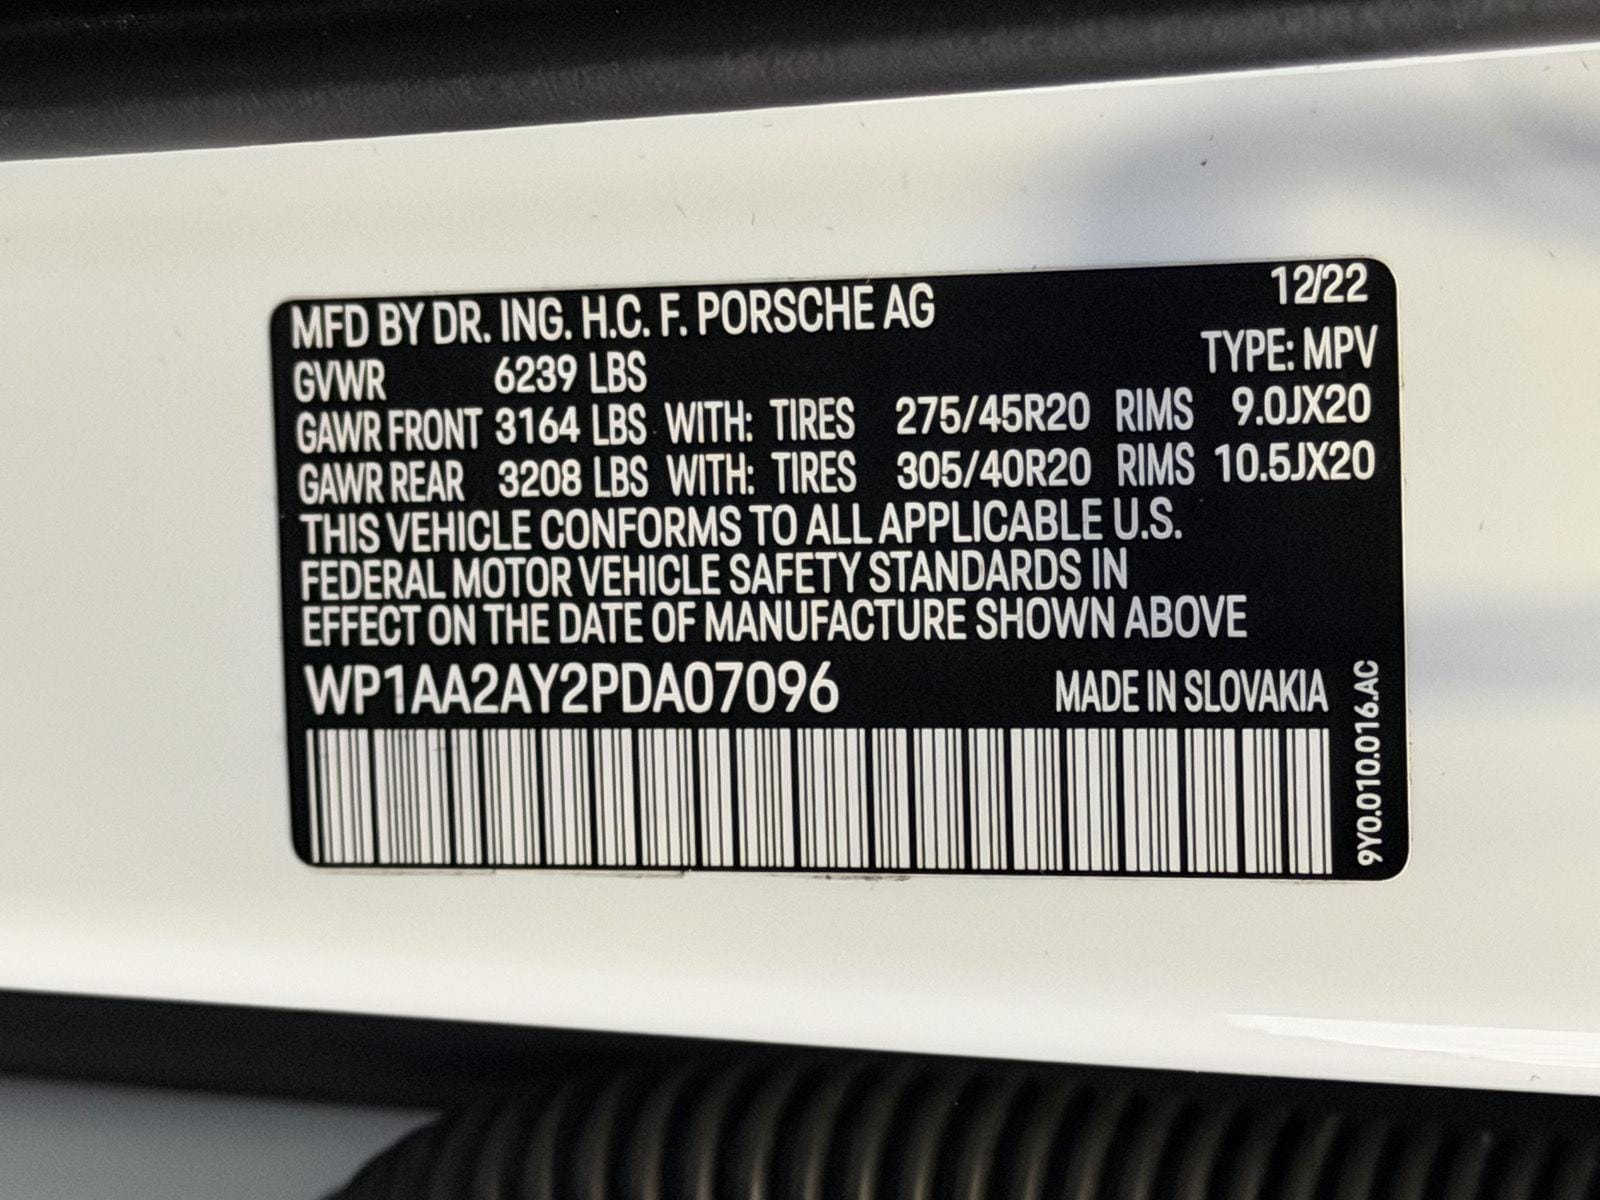 MFD BY DR. ING. H.C. F. PORSCHE AG 12/22
GVWR 6239 LBS TYPE: MPV
GAWR FRONT 3164 LBS WITH: TIRES 275/45R20 RIMS 9.0JX20
GAWR REAR 3208 LBS WITH: TIRES 305/40R20 RIMS 10.5JX20
THIS VEHICLE CONFORMS TO ALL APPLICABLE U.S.
FEDERAL MOTOR VEHICLE SAFETY STANDARDS IN
EFFECT ON THE DATE OF MANUFACTURE SHOWN ABOVE
WP1AA2AY2PDA07096 MADE IN SLOVAKIA
9Y0.010.016.AC